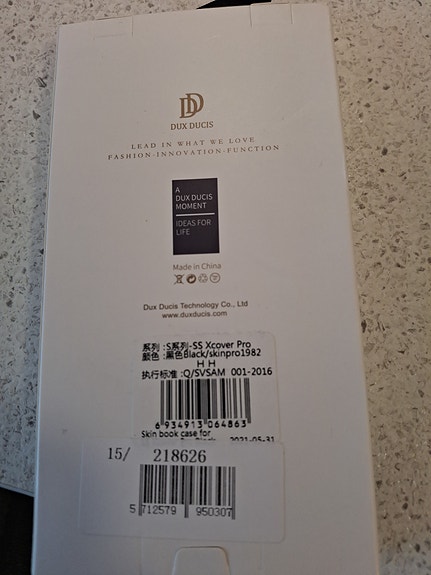 DD
DUX DUCIS
LEAD IN WHAT WE LOVE
FASHION·INNOVATION·FUNCTION
A
DUX DUCIS
MOMENT
IDEAS FOR
LIFE
Made in China
Dux Ducis Technology Co., Ltd
www.duxducis.com
系列 :S系列-SS Xcover Pro
颜色 :黑色Black/skinpro1982
H H
执行标准 :Q/SVSAM 001-2016
6 934913 064863
Skin book case for
2021-05-31
15/ 218626
5 712579 950307